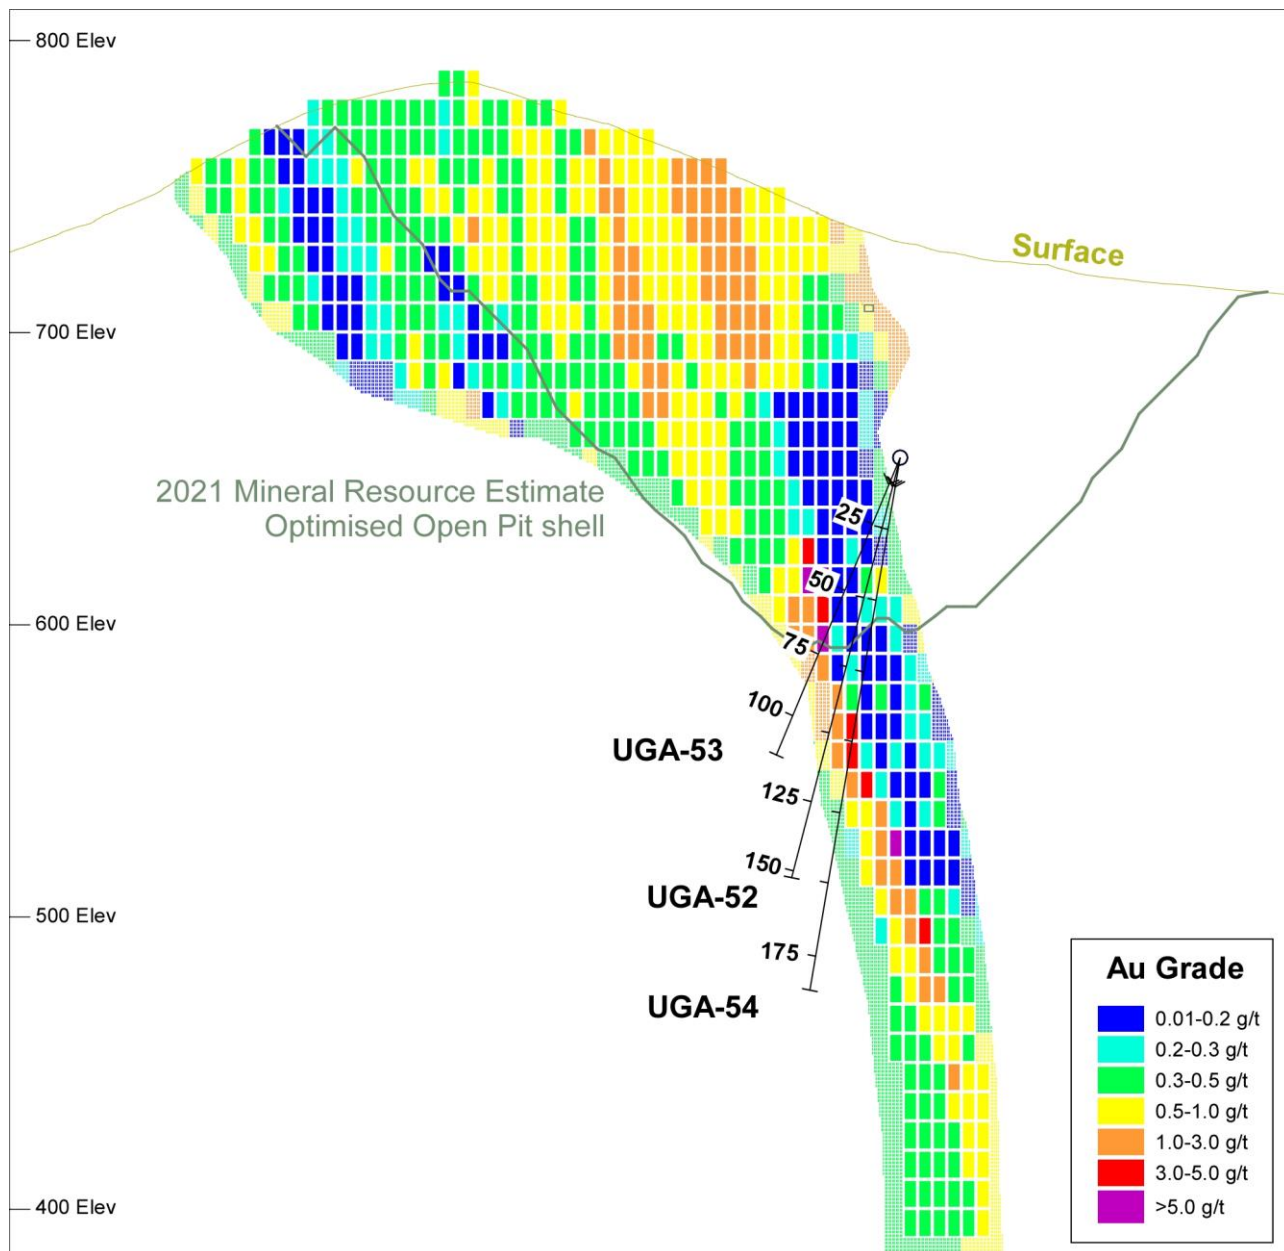 800 Elev
Surface
700 Elev
2021 Mineral Resource Estimate
Optimised Open Pit shell
25
50
600 Elev
75
100
UGA-53
125
150
UGA-52
500 Elev
175
UGA-54
400 Elev
Au Grade
0.01-0.2 g/t
0.2-0.3 g/t
0.3-0.5 g/t
0.5-1.0 g/t
1.0-3.0 g/t
3.0-5.0 g/t
>5.0 g/t